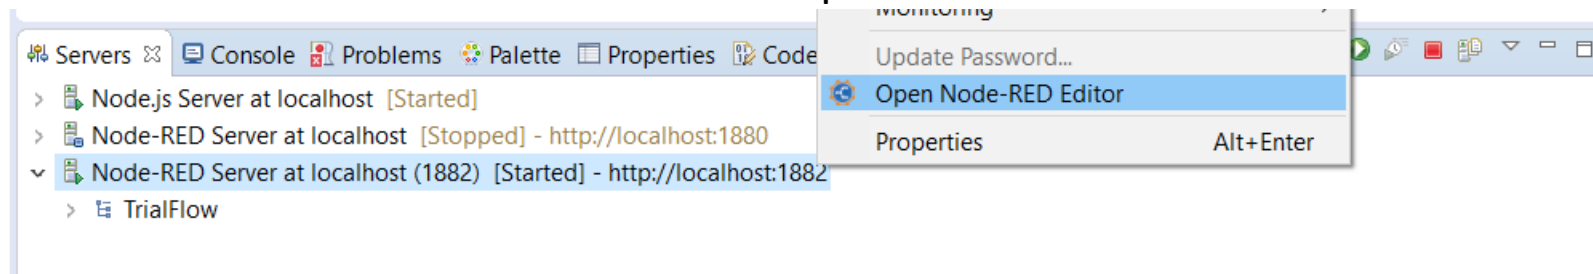 Monitoring
Servers Console Problems Palette Properties Code
Update Password...
Open Node-RED Editor
Properties Alt+Enter
Node.js Server at localhost [Started]
Node-RED Server at localhost [Stopped] - http://localhost:1880
Node-RED Server at localhost (1882) [Started] - http://localhost:1882
TrialFlow